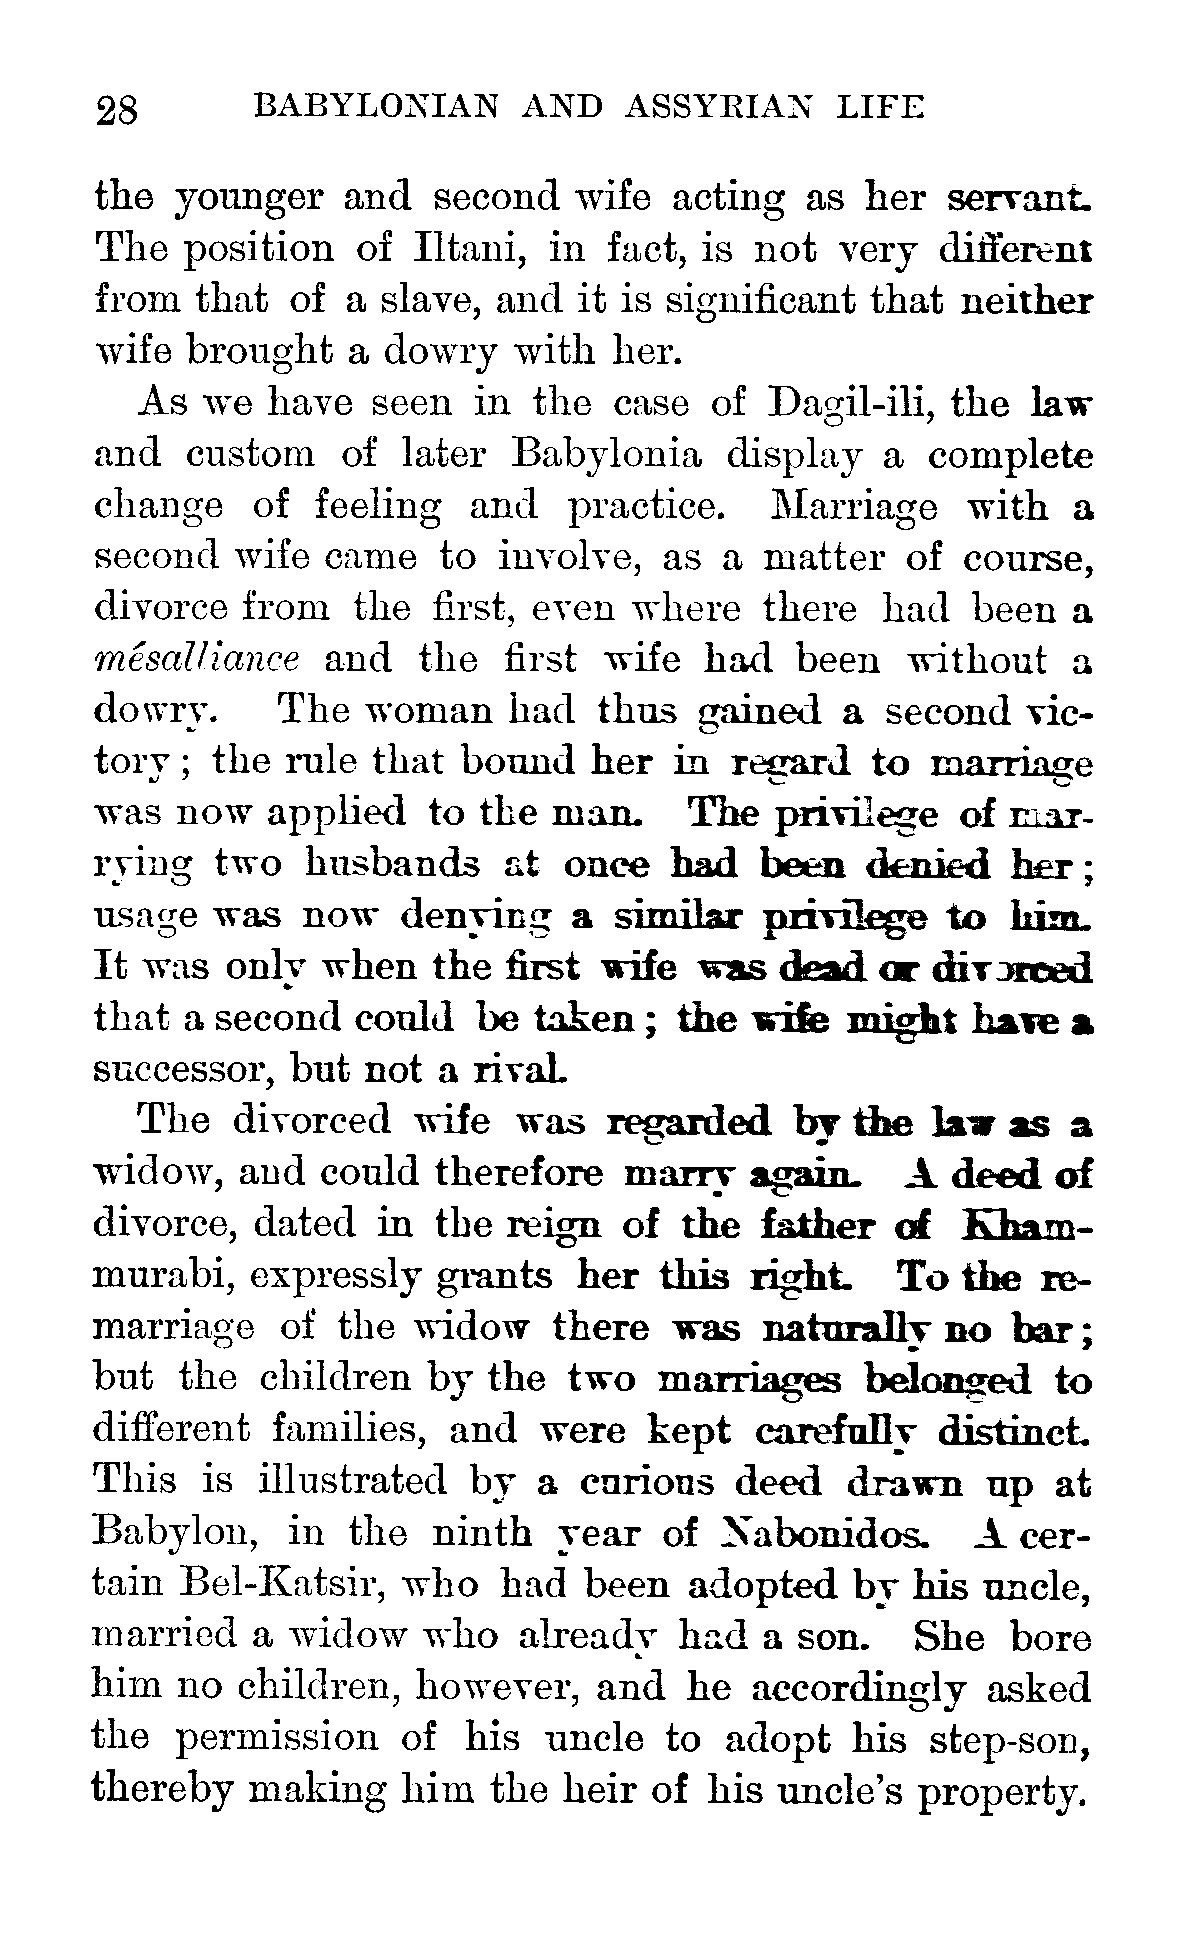 28 BABYLONIAN AND ASSYRIAN LIFE
the younger and second wife acting as her servant.
The position of Iltani, in fact, is not very different
from that of a slave, and it is significant that neither
wife brought a dowry with her.
As we have seen in the case of Dagil-ili, the law
and custom of later Babylonia display a complete
change of feeling and practice. Marriage with a
second wife came to involve, as a matter of course,
divorce from the first, even where there had been a
mésalliance and the first wife had been without a
dowry. The woman had thus gained a second vic-
tory; the rule that bound her in regard to marriage
was now applied to the man. The privilege of mar-
rying two husbands at once had been denied her;
usage was now denying a similar privilege to him.
It was only when the first wife was dead or divorced
that a second could be taken; the wife might have a
successor, but not a rival.
The divorced wife was regarded by the law as a
widow, and could therefore marry again. A deed of
divorce, dated in the reign of the father of Kham-
murabi, expressly grants her this right. To the re-
marriage of the widow there was naturally no bar;
but the children by the two marriages belonged to
different families, and were kept carefully distinct.
This is illustrated by a curious deed drawn up at
Babylon, in the ninth year of Nabonidos. A cer-
tain Bel-Katsir, who had been adopted by his uncle,
married a widow who already had a son. She bore
him no children, however, and he accordingly asked
the permission of his uncle to adopt his step-son,
thereby making him the heir of his uncle's property.